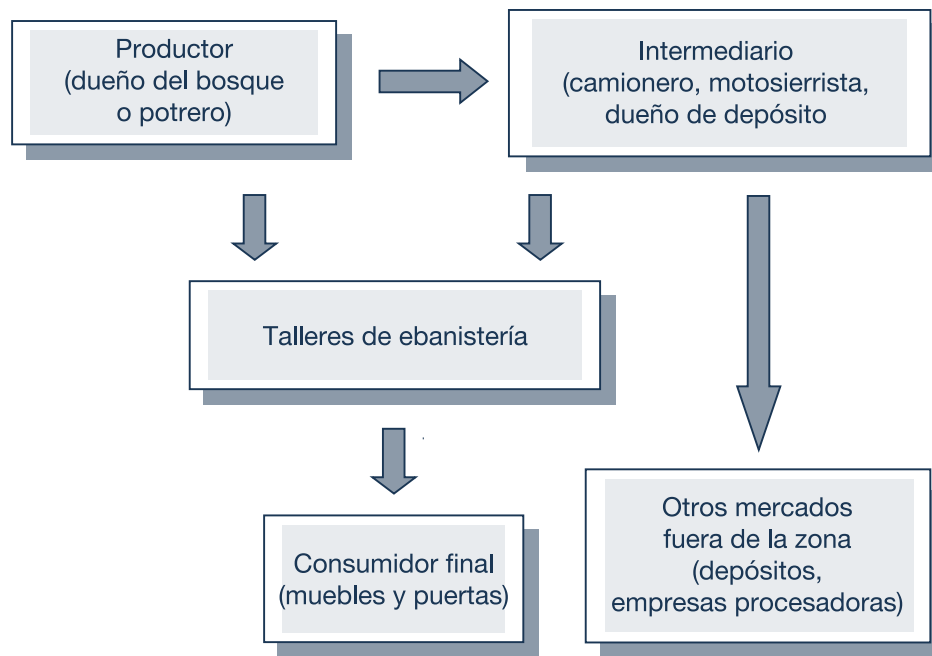 Productor
(dueño del bosque
o potrero)
Intermediario
(camionero, motosierrista,
dueño de depósito
Talleres de ebanistería
Consumidor final
(muebles y puertas)
Otros mercados
fuera de la zona
(depósitos,
empresas procesadoras)